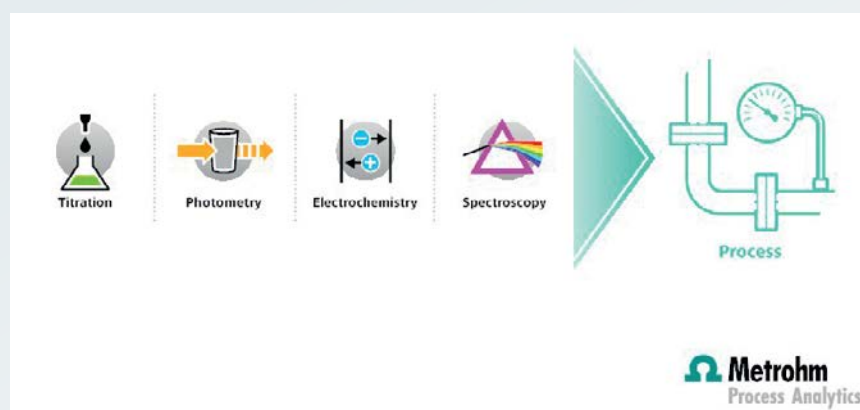 Titration
Photometry
Electrochemistry
Spectroscopy
Process
Metrohm
Process Analytics